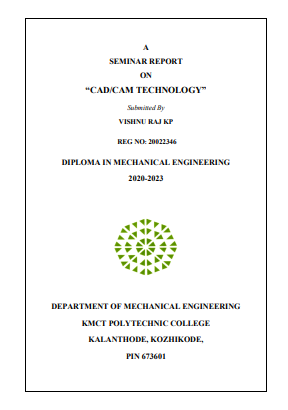 A
SEMINAR REPORT
ON
“CAD/CAM TECHNOLOGY”
Submitted By
VISHNU RAJ KP
REG NO: 20022346
DIPLOMA IN MECHANICAL ENGINEERING
2020-2023
DEPARTMENT OF MECHANICAL ENGINEERING
KMCT POLYTECHNIC COLLEGE
KALANTHODE, KOZHIKODE,
PIN 673601